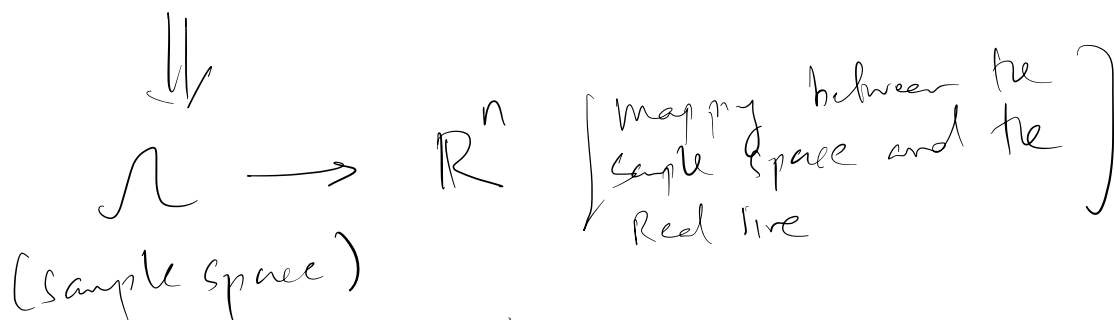 Ω → ℝⁿ [mapping between the
sample space and the
Real line]
(sample space)